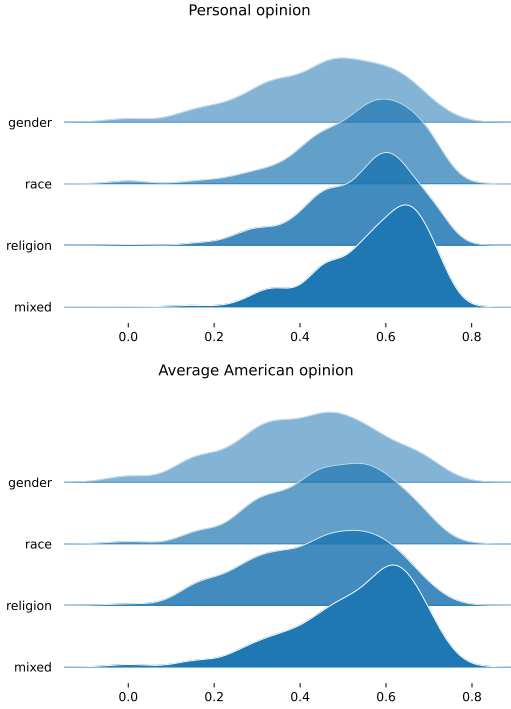 Personal opinion
gender
race
religion
mixed
0.0 0.2 0.4 0.6 0.8
Average American opinion
gender
race
religion
mixed
0.0 0.2 0.4 0.6 0.8